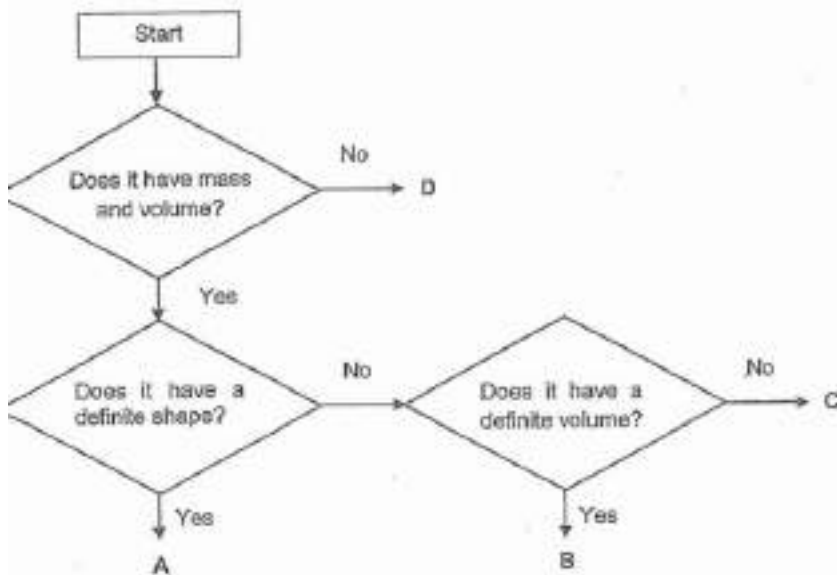 Start
Does it have mass
and volume?
No
D
Yes
Does it have a
definite shape?
No
Does it have a
definite volume?
No
C
Yes
A
Yes
B